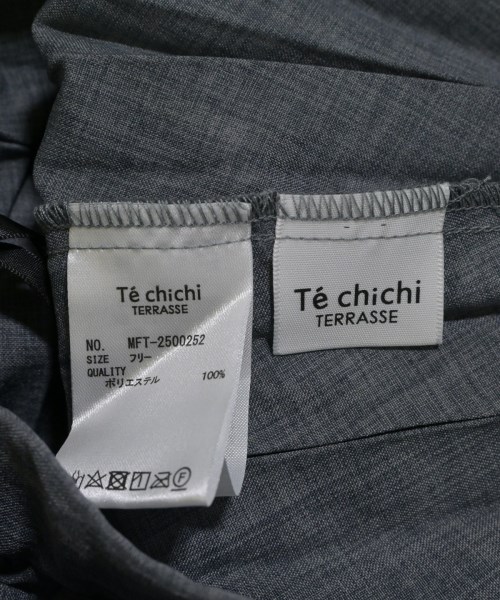 Té chichi
TERRASSE
NO. MFT-2500252
SIZE フリー
QUALITY
ポリエステル 100%
F
Té chichi
TERRASSE